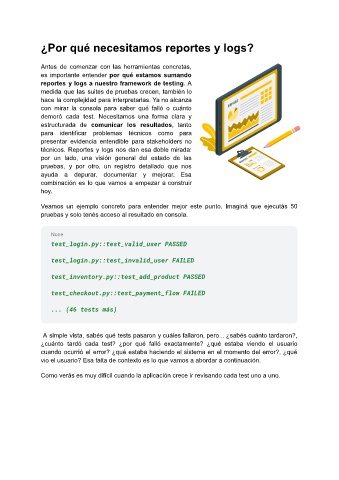 ¿Por qué necesitamos reportes y logs?
Antes de comenzar con las herramientas concretas,
es importante entender por qué estamos sumando
reportes y logs a nuestro framework de testing. A
medida que las suites de pruebas crecen, también lo
hace la complejidad para interpretarlas. Ya no alcanza
con mirar la consola para saber qué falló o cuánto
demoró cada test. Necesitamos una forma clara y
estructurada de comunicar los resultados, tanto
para identificar problemas técnicos como para
presentar evidencia entendible para stakeholders no
técnicos. Reportes y logs nos dan esa doble mirada:
por un lado, una visión general del estado de las
pruebas, y por otro, un registro detallado que nos
ayuda a depurar, documentar y mejorar. Esa
combinación es lo que vamos a empezar a construir
hoy.
Veamos un ejemplo concreto para entender mejor este punto. Imaginá que ejecutás 50
pruebas y solo tenés acceso al resultado en consola.
None
test_login.py::test_valid_user PASSED
test_login.py::test_invalid_user FAILED
test_inventory.py::test_add_product PASSED
test_checkout.py::test_payment_flow FAILED
... (46 tests más)
A simple vista, sabés qué tests pasaron y cuáles fallaron, pero... ¿sabés cuánto tardaron?,
¿cuánto tardó cada test? ¿por qué falló exactamente? ¿qué estaba viendo el usuario
cuando ocurrió el error? ¿qué estaba haciendo el sistema en el momento del error?, ¿qué
vio el usuario? Esa falta de contexto es lo que vamos a abordar a continuación.
Como verás es muy difícil cuando la aplicación crece ir revisando cada test uno a uno.